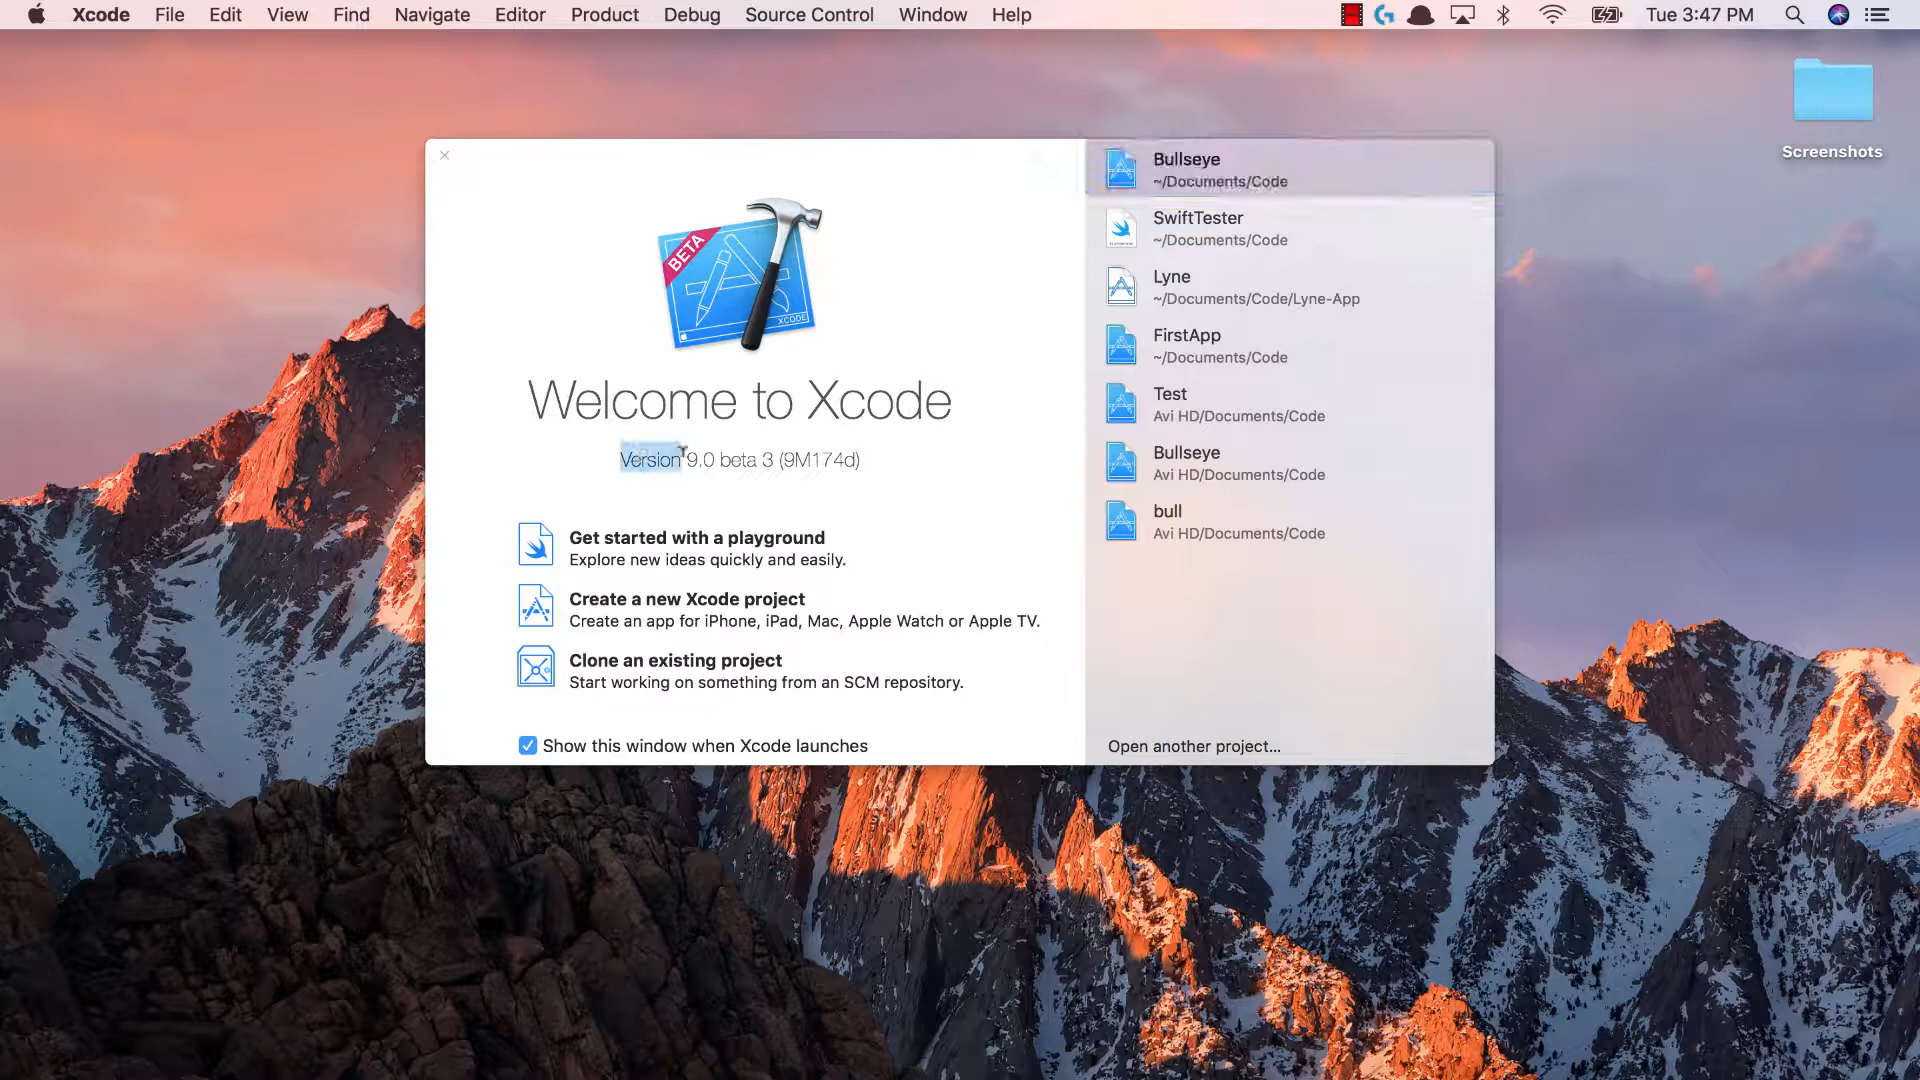 Xcode File Edit View Find Navigate Editor Product Debug Source Control Window Help Tue 3:47 PM
Screenshots
BETA
XCODE
Welcome to Xcode
Version 9.0 beta 3 (9M174d)
Get started with a playground
Explore new ideas quickly and easily.
Create a new Xcode project
Create an app for iPhone, iPad, Mac, Apple Watch or Apple TV.
Clone an existing project
Start working on something from an SCM repository.
Show this window when Xcode launches
Bullseye
~/Documents/Code
SwiftTester
~/Documents/Code
Lyne
~/Documents/Code/Lyne-App
FirstApp
~/Documents/Code
Test
Avi HD/Documents/Code
Bullseye
Avi HD/Documents/Code
bull
Avi HD/Documents/Code
Open another project...